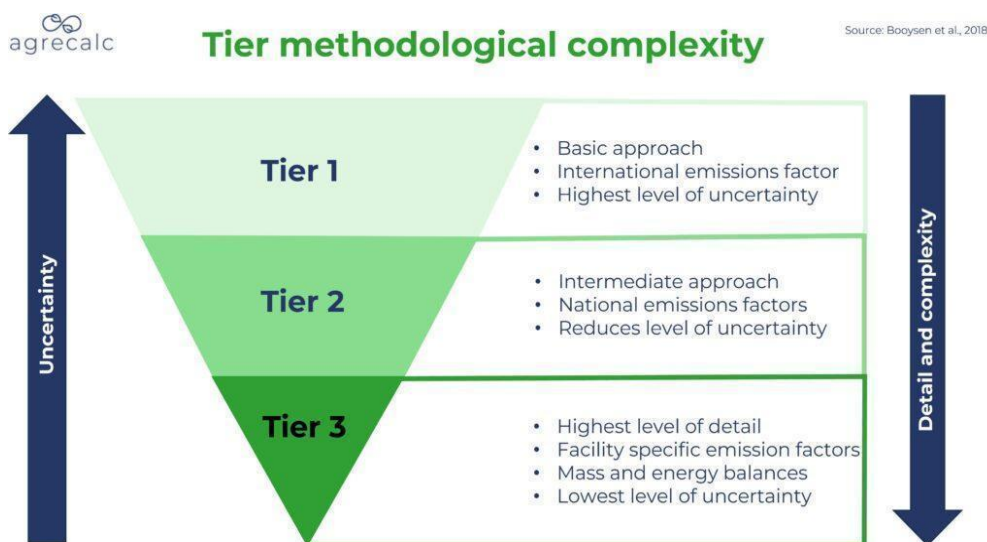 agrecalc
Tier methodological complexity
Source: Booysen et al., 2018
Uncertainty
Tier 1
• Basic approach
• International emissions factor
• Highest level of uncertainty
Tier 2
• Intermediate approach
• National emissions factors
• Reduces level of uncertainty
Tier 3
• Highest level of detail
• Facility specific emission factors
• Mass and energy balances
• Lowest level of uncertainty
Detail and complexity